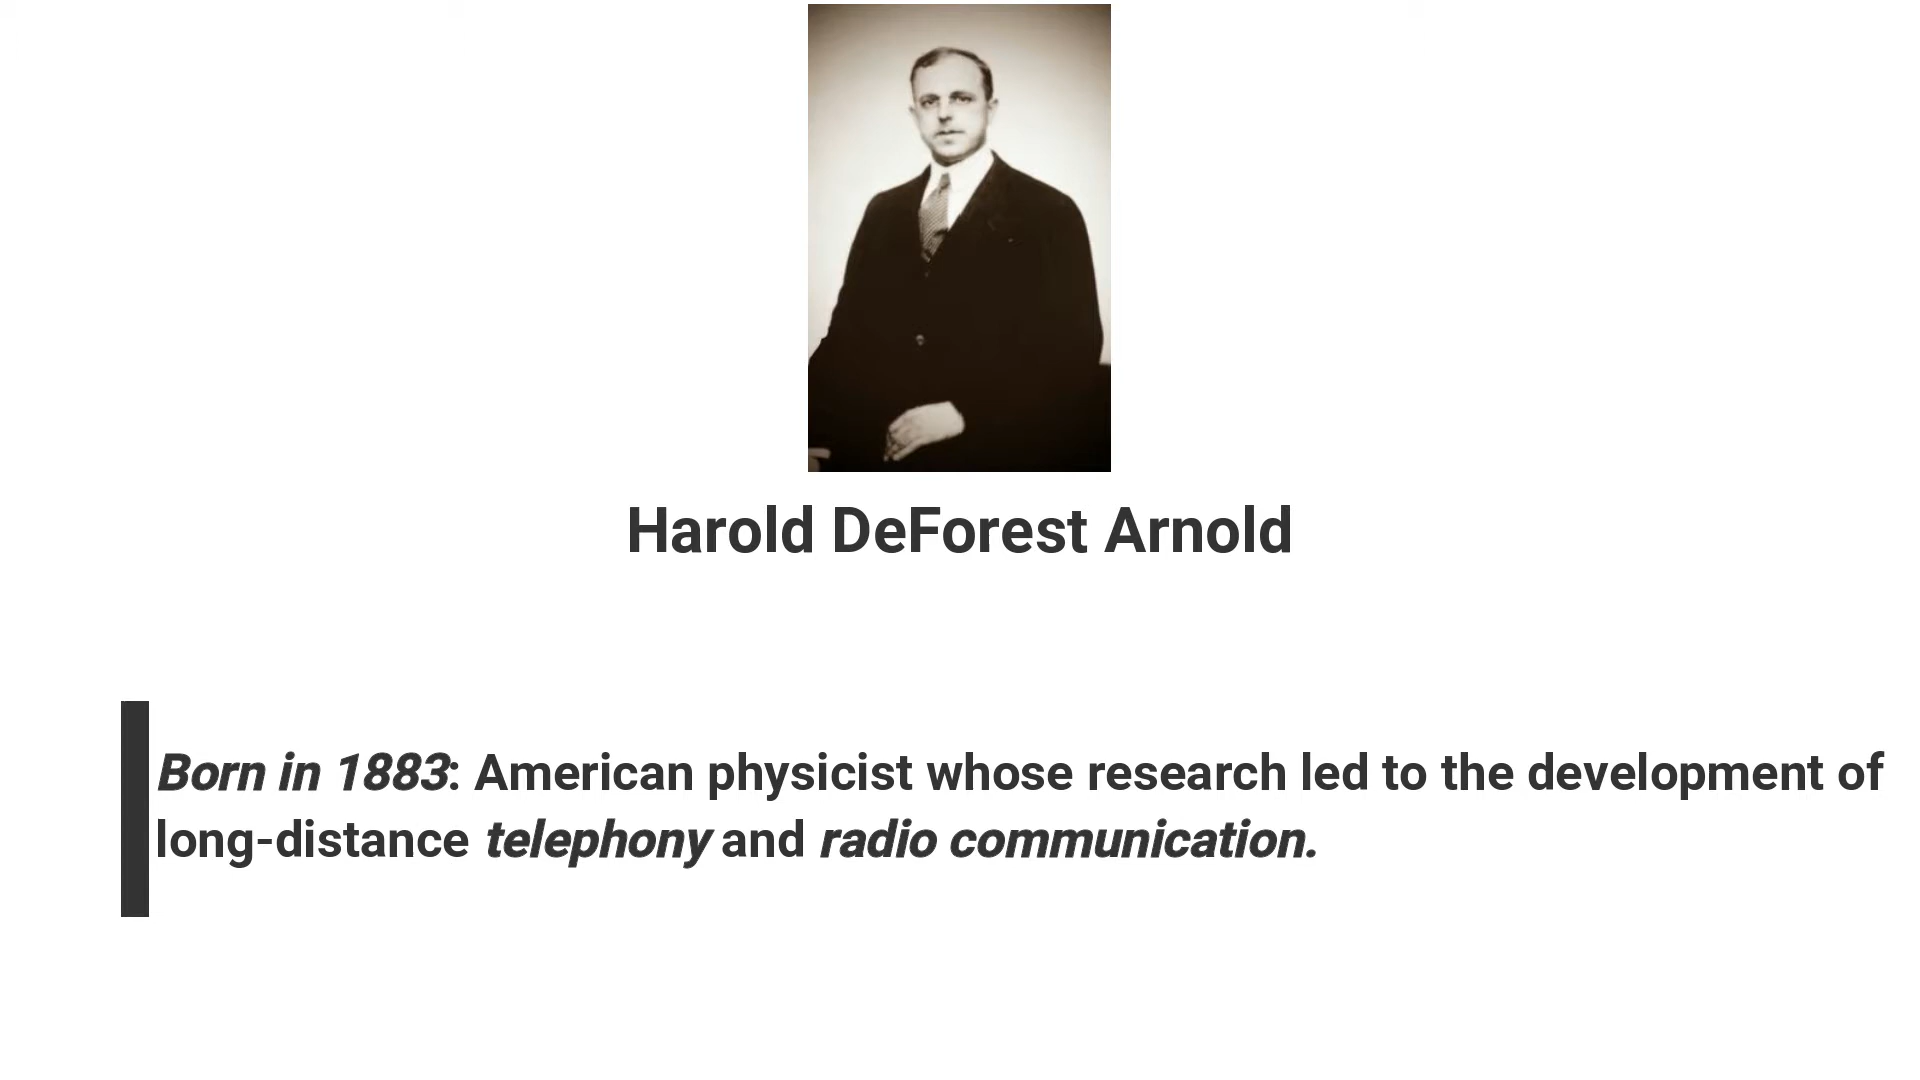 Harold DeForest Arnold
Born in 1883: American physicist whose research led to the development of
long-distance telephony and radio communication.